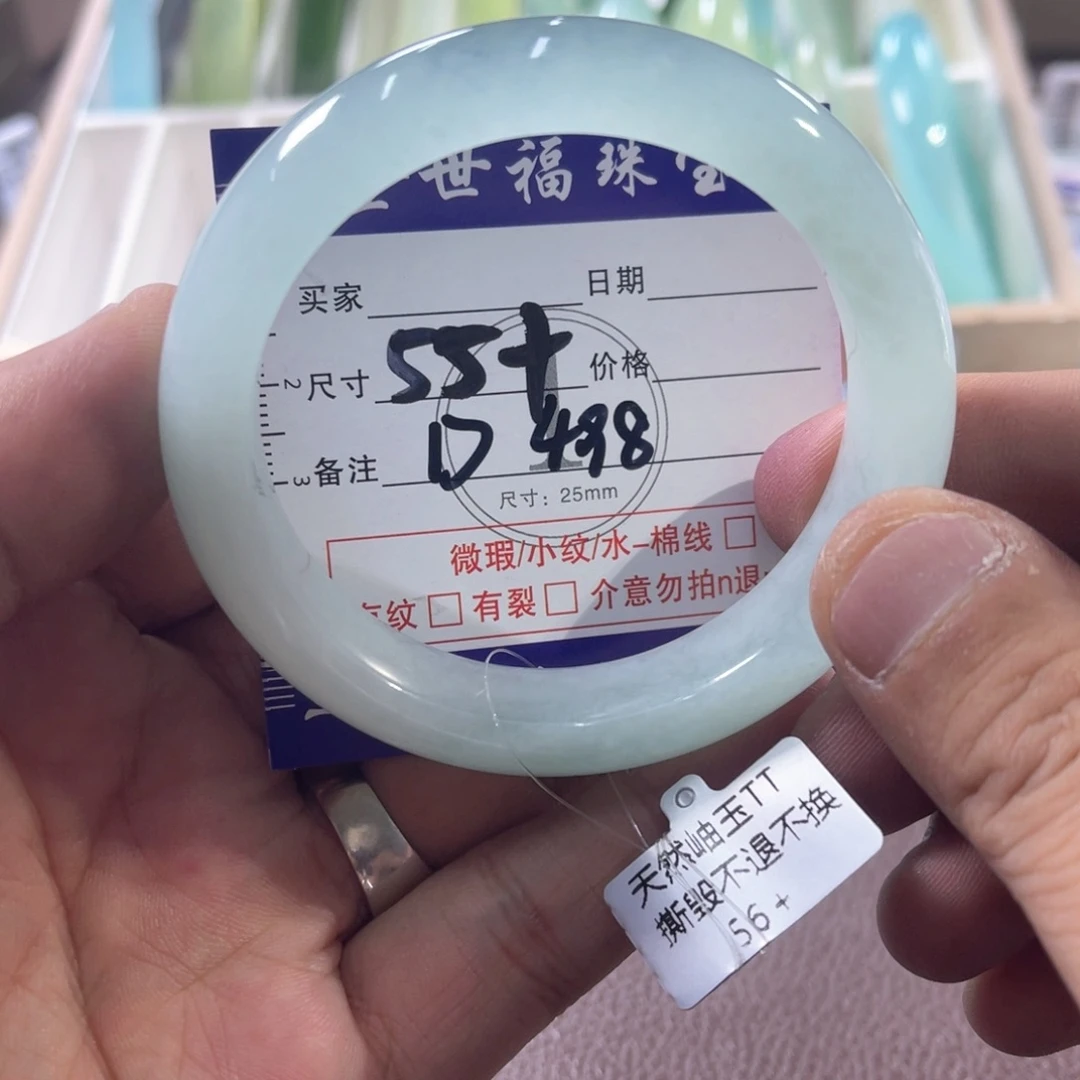 世福珠宝
买家 日期
尺寸 55+ 价格
备注 D 498
尺寸：25mm
2
3
微瑕/小纹/水-棉线
纹 有裂 介意勿拍n退
天然岫玉TT
撕毁不退不换
56+